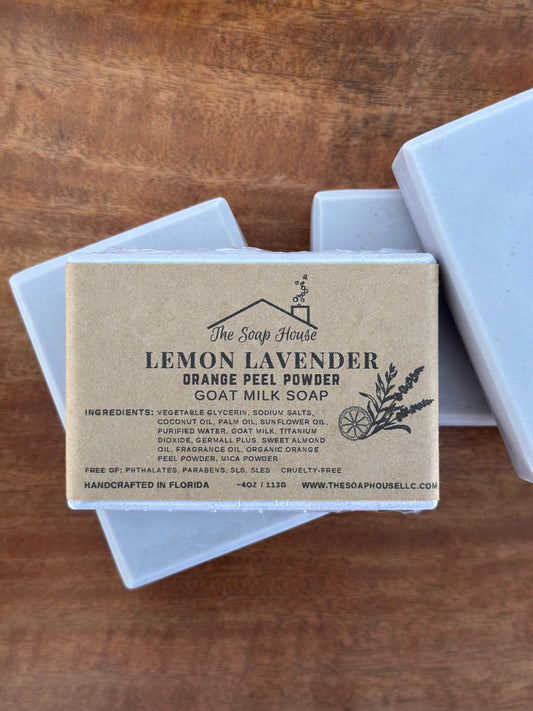 The Soap House
LEMON LAVENDER
ORANGE PEEL POWDER
GOAT MILK SOAP
INGREDIENTS: VEGETABLE GLYCERIN, SODIUM SALTS,
COCONUT OIL, PALM OIL, SUNFLOWER OIL,
PURIFIED WATER, GOAT MILK, TITANIUM
DIOXIDE, GERMALL PLUS, SWEET ALMOND
OIL, FRAGRANCE OIL, ORGANIC ORANGE
PEEL POWDER, MICA POWDER
FREE OF: PHTHALATES, PARABENS, SLS, SLES CRUELTY-FREE
HANDCRAFTED IN FLORIDA ~4OZ / 113G WWW.THESOAPHOUSELLC.COM